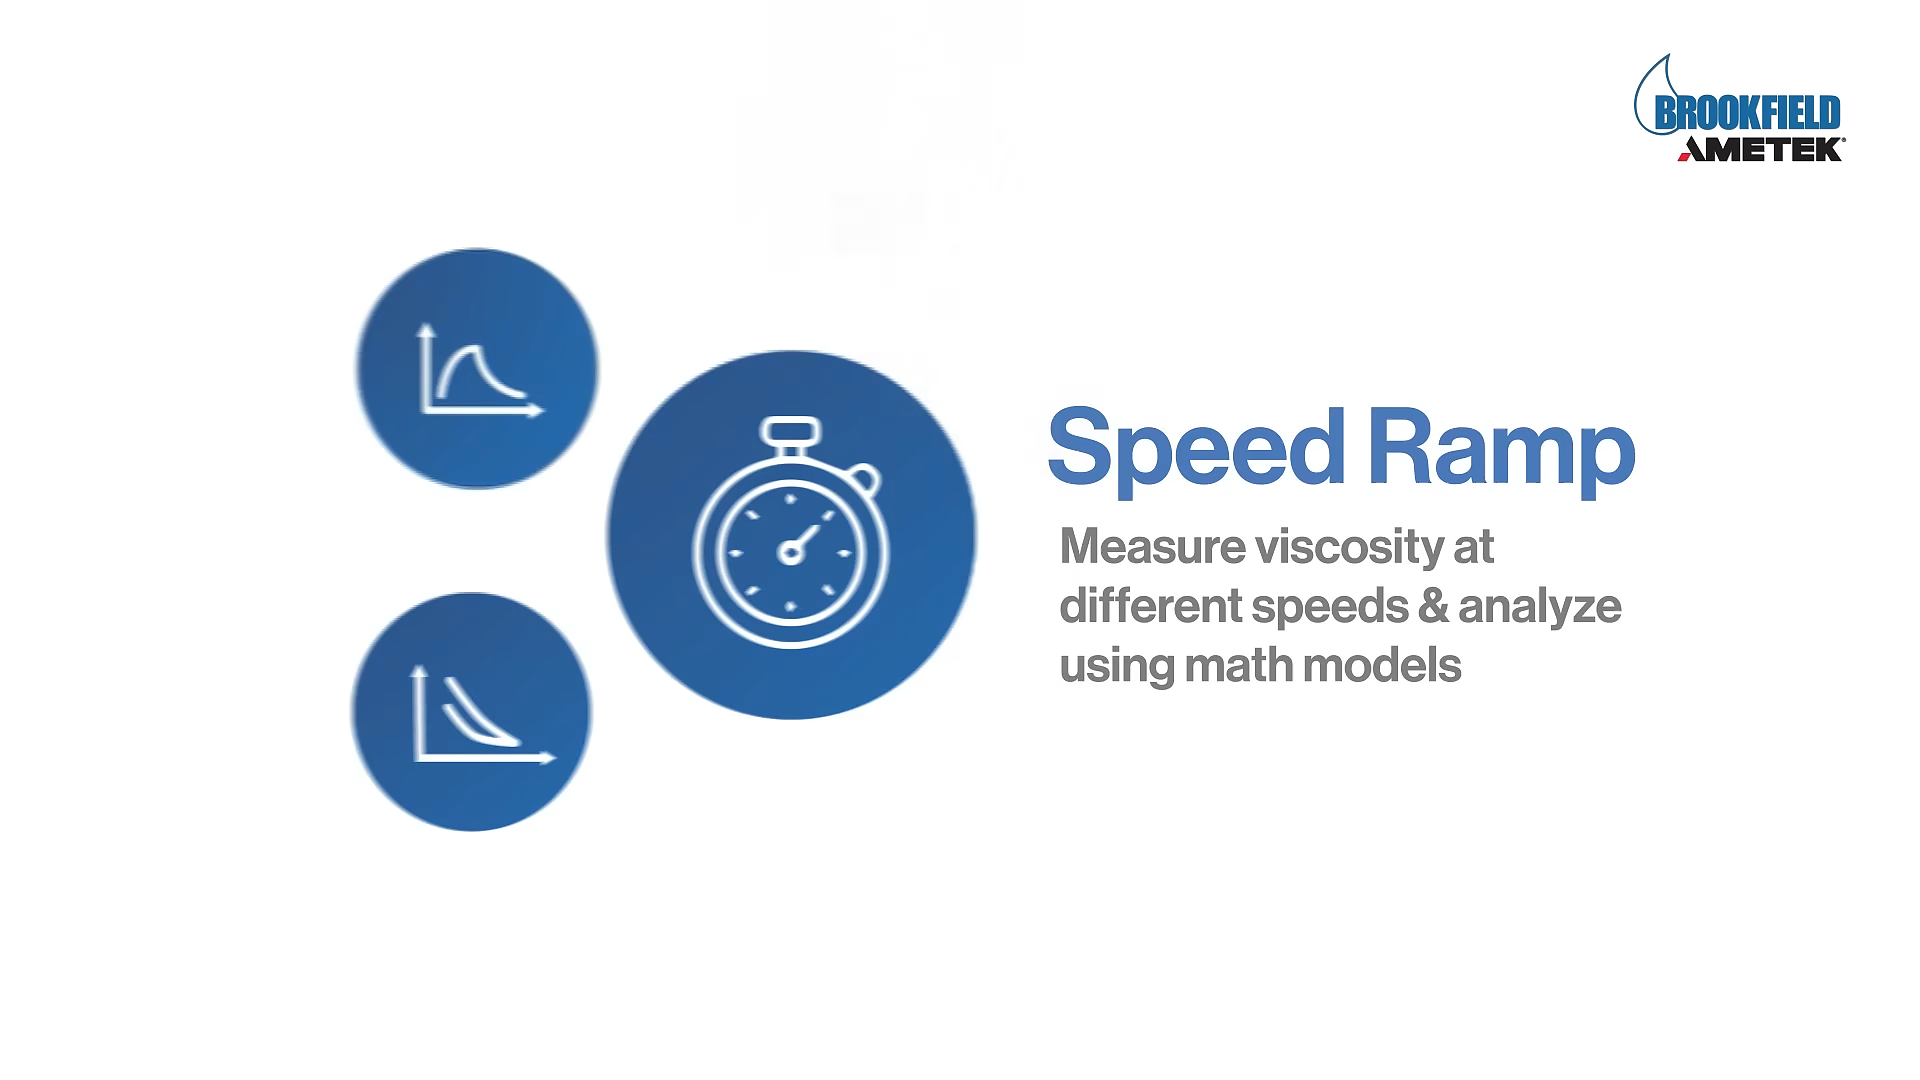 BROOKFIELD
AMETEK®
Speed Ramp
Measure viscosity at
different speeds & analyze
using math models